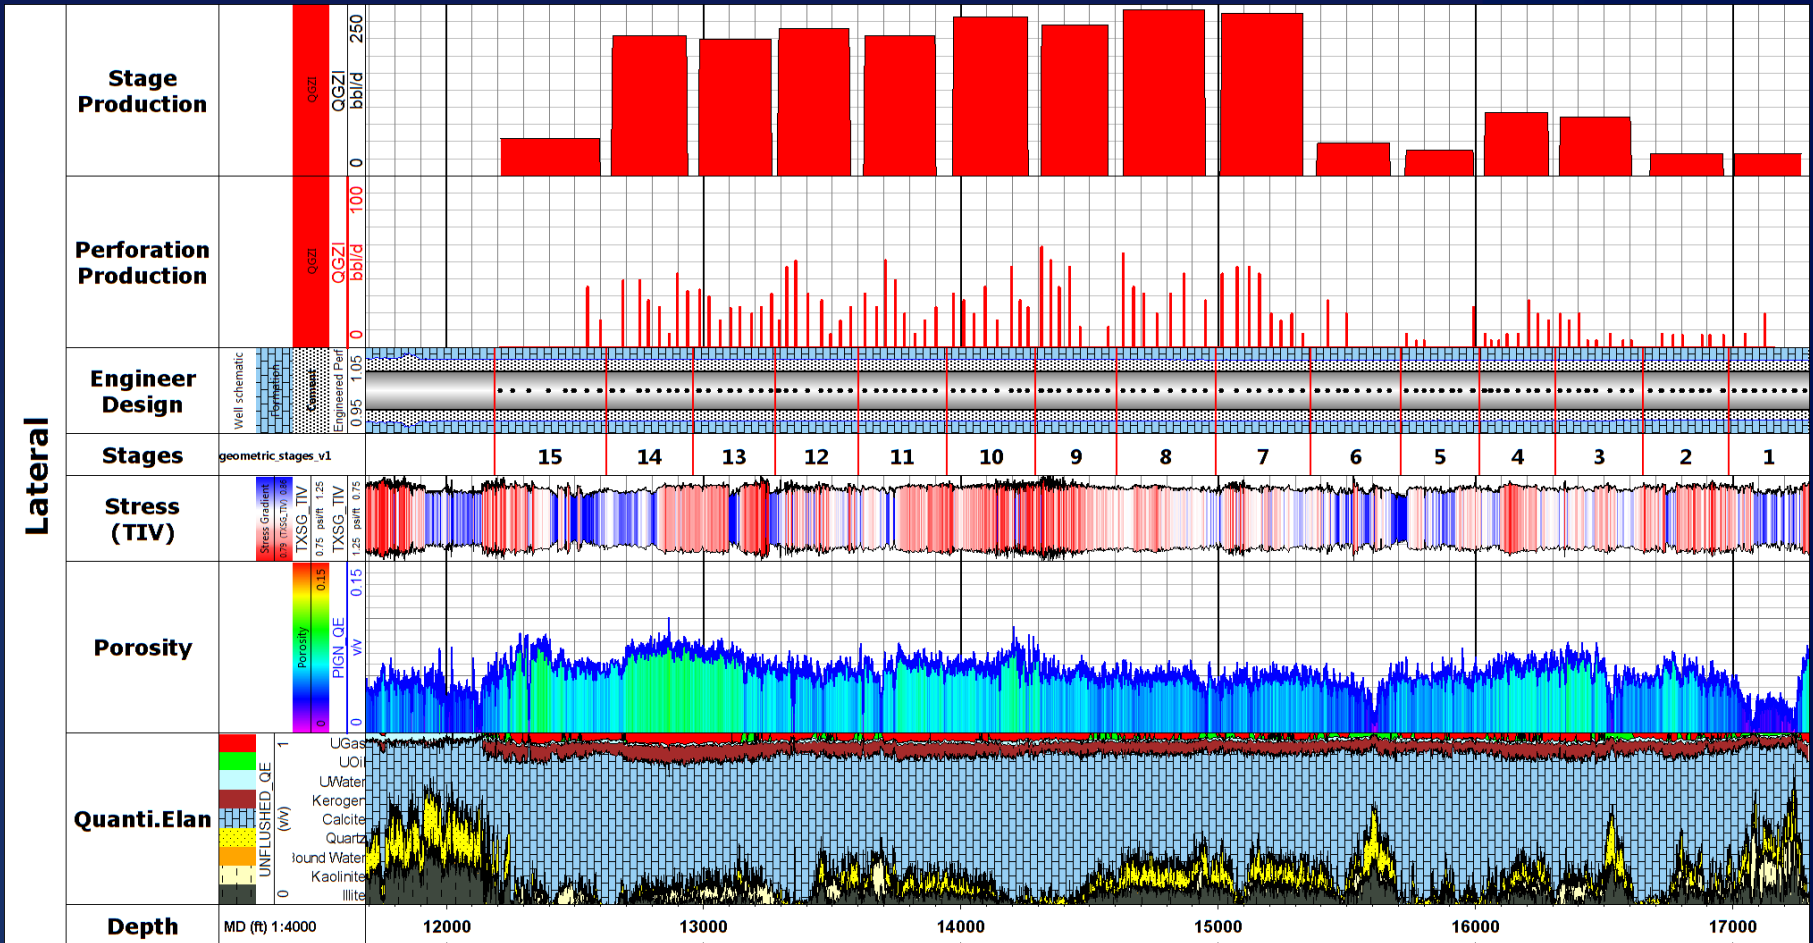 Lateral
Stage
Production
QGZI
QGZI
bbl/d
250
0
Perforation
Production
QGZI
QGZI
bbl/d
100
0
Engineer
Design
Well schematic
Formation
Cement
Engineered Perf
1.05
0.95
Stages
geometric_stages_v1
15 14 13 12 11 10 9 8 7 6 5 4 3 2 1
Stress
(TIV)
Stress Gradient
0.79 (TXSG_TIV) 0.86
TXSG_TIV
0.75 psi/ft 1.25
TXSG_TIV
1.25 psi/ft 0.75
Porosity
Porosity
0.15
0
PIGN_QE
v/v
0.15
0
Quanti.Elan
UNFLUSHED_QE
(v/v)
1
0
UGas
UOil
UWater
Kerogen
Calcite
Quartz
Bound Water
Kaolinite
Illite
Depth
MD (ft) 1:4000
12000 13000 14000 15000 16000 17000